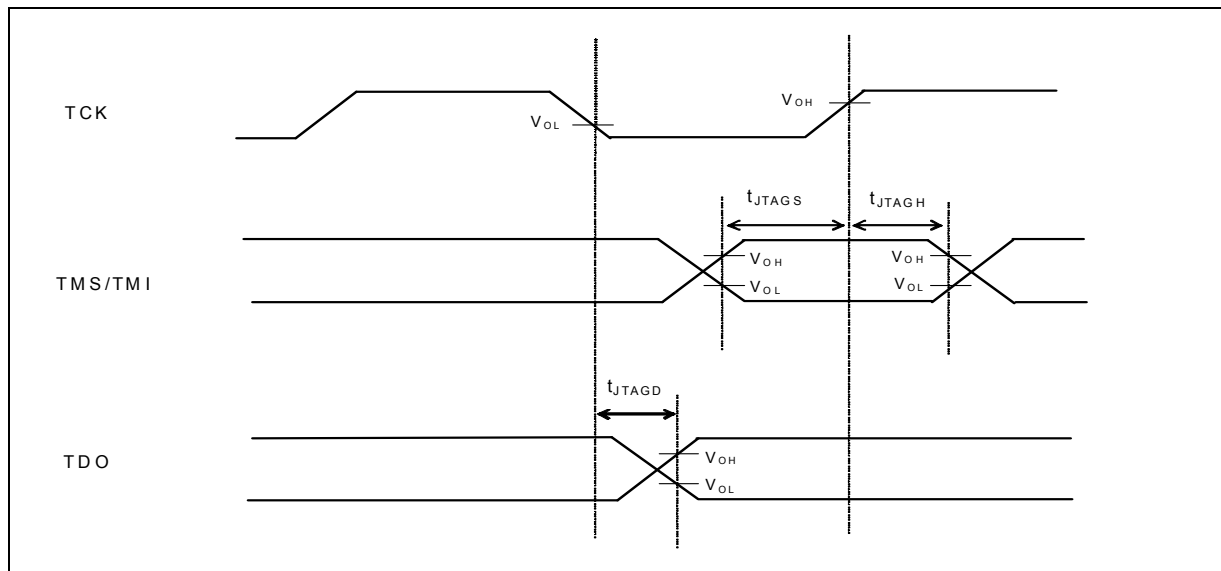 TCK
VOL
VOH
tJTAGS
tJTAGH
TMS/TMI
VOH
VOL
VOH
VOL
tJTAGD
TDO
VOH
VOL